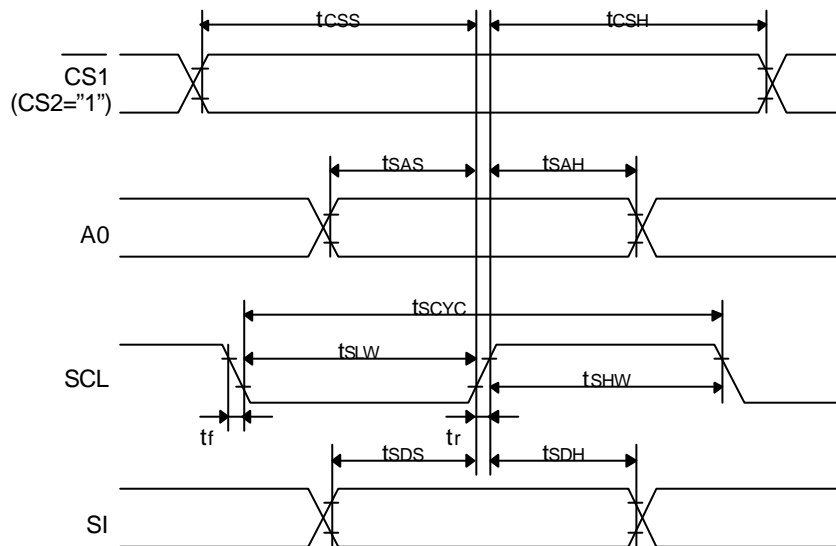 tCSS tCSH
CS1
(CS2="1")
tSAS tSAH
A0
tSCYC
tSLW
SCL
tSHW
tf tr
tSDS tSDH
SI